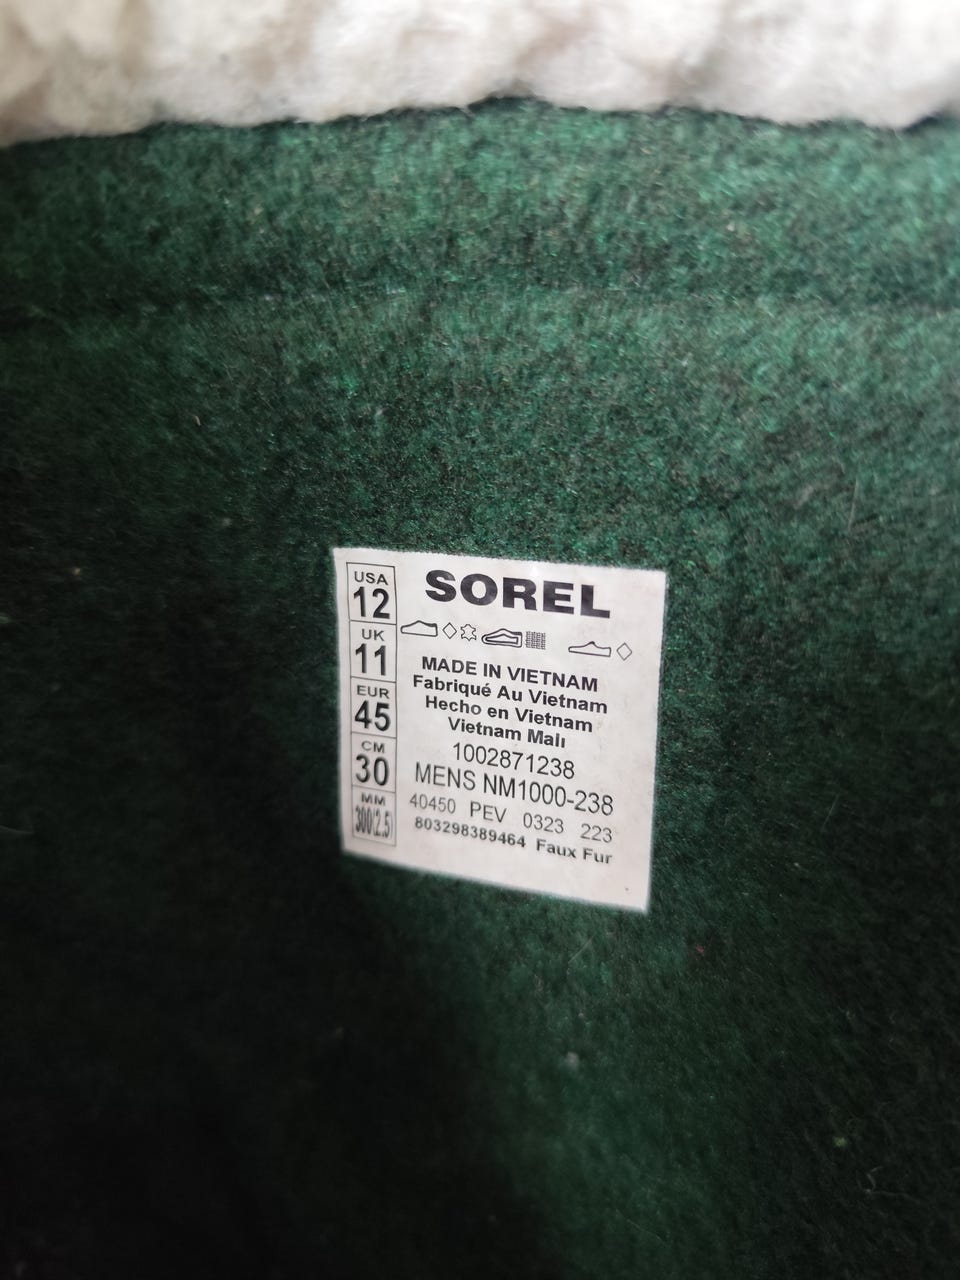 USA
12
UK
11
EUR
45
CM
30
MM
300(2.5)
SOREL
MADE IN VIETNAM
Fabriqué Au Vietnam
Hecho en Vietnam
Vietnam Malı
1002871238
MENS NM1000-238
40450 PEV 0323 223
803298389464 Faux Fur